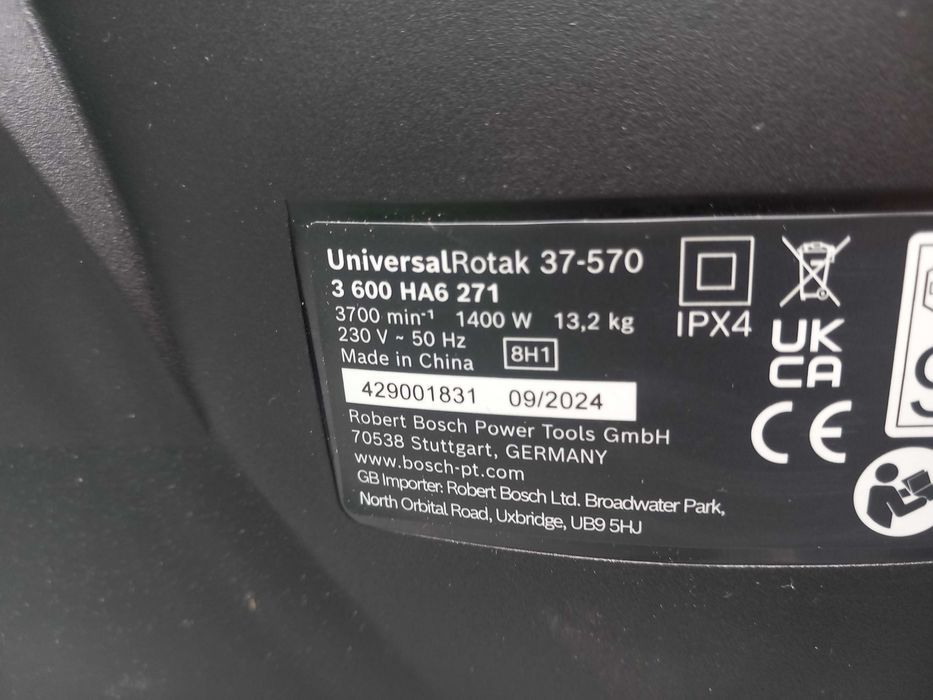 UniversalRotak 37-570
3 600 HA6 271
3700 min⁻¹ 1400 W 13,2 kg
230 V ~ 50 Hz
Made in China 8H1
429001831 09/2024
Robert Bosch Power Tools GmbH
70538 Stuttgart, GERMANY
www.bosch-pt.com
GB Importer: Robert Bosch Ltd. Broadwater Park,
North Orbital Road, Uxbridge, UB9 5HJ
IPX4
UK
CA
CE